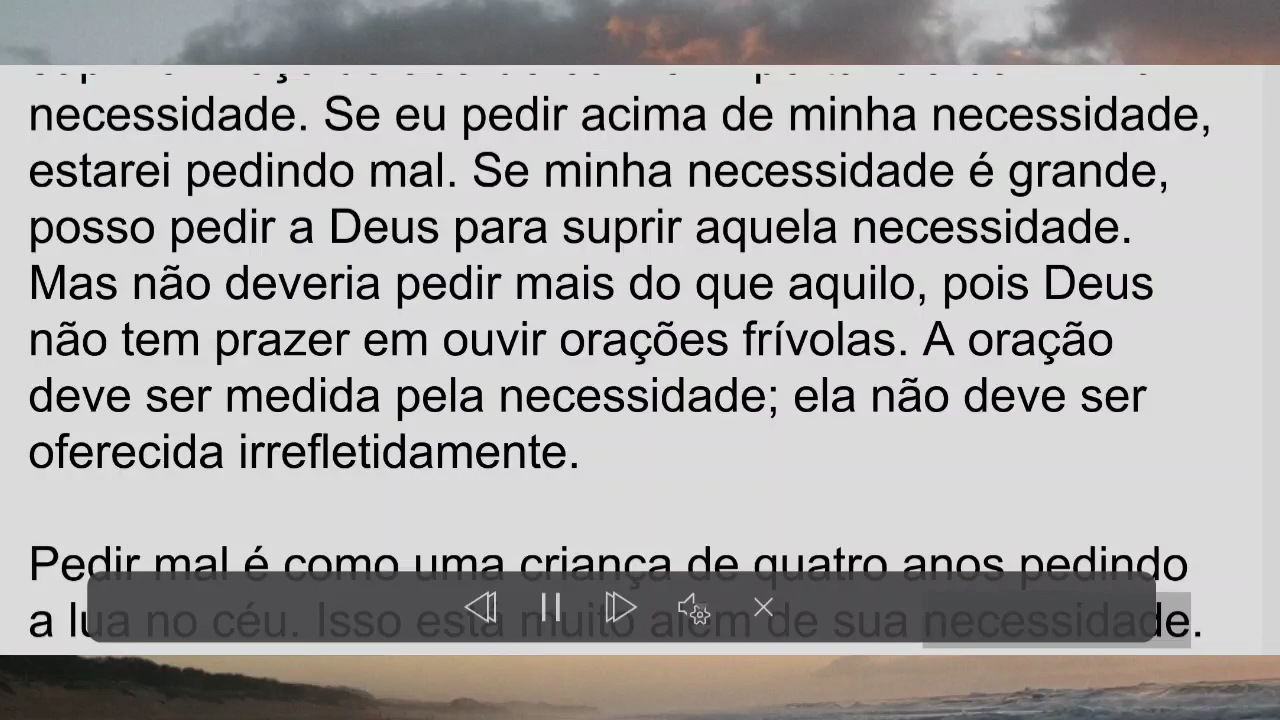 necessidade. Se eu pedir acima de minha necessidade,
estarei pedindo mal. Se minha necessidade é grande,
posso pedir a Deus para suprir aquela necessidade.
Mas não deveria pedir mais do que aquilo, pois Deus
não tem prazer em ouvir orações frívolas. A oração
deve ser medida pela necessidade; ela não deve ser
oferecida irrefletidamente.
Pedir mal é como uma criança de quatro anos pedindo
a lua no céu. Isso está muito além de sua necessidade.